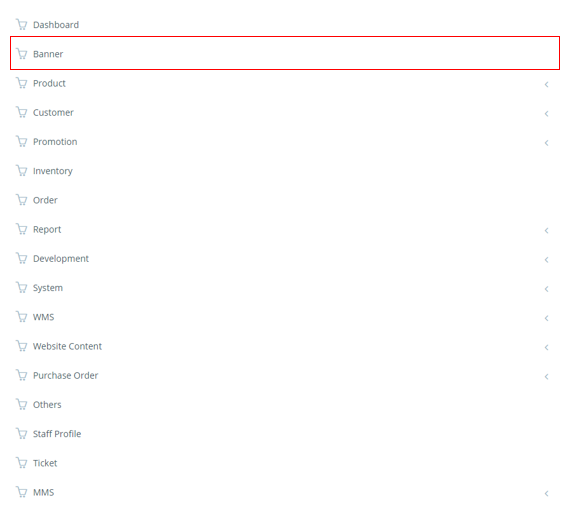 Dashboard
Banner
Product
Customer
Promotion
Inventory
Order
Report
Development
System
WMS
Website Content
Purchase Order
Others
Staff Profile
Ticket
MMS